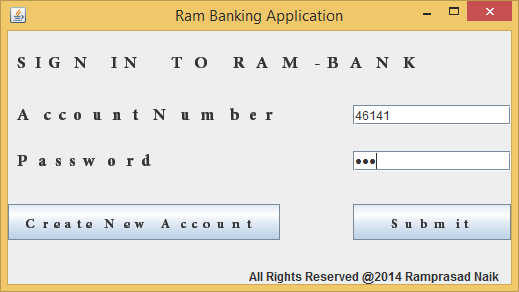 Ram Banking Application
SIGN IN TO RAM-BANK
Account Number 46141
Password •••
Create New Account Submit
All Rights Reserved @2014 Ramprasad Naik